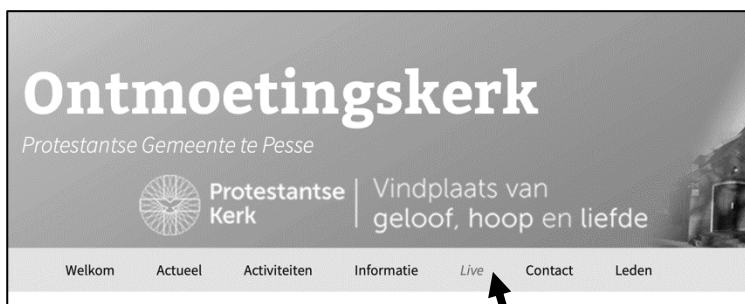 Ontmoetingskerk
Protestantse Gemeente te Pesse
Protestantse Kerk
Vindplaats van
geloof, hoop en liefde
Welkom Actueel Activiteiten Informatie Live Contact Leden